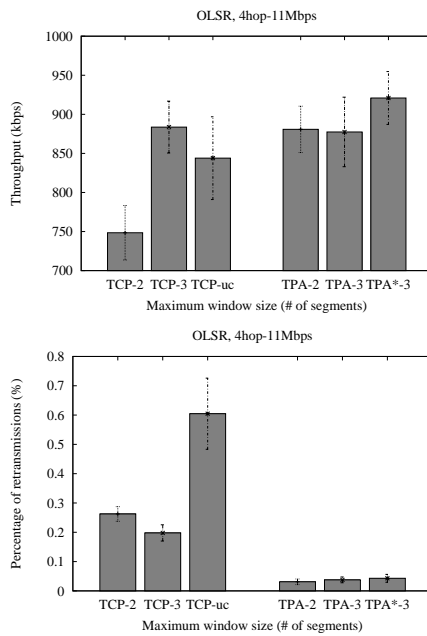 OLSR, 4hop-11Mbps
1000
950
900
850
800
750
700
Throughput (kbps)
TCP-2 TCP-3 TCP-uc TPA-2 TPA-3 TPA*-3
Maximum window size (# of segments)
OLSR, 4hop-11Mbps
0.8
0.7
0.6
0.5
0.4
0.3
0.2
0.1
0
Percentage of retransmissions (%)
TCP-2 TCP-3 TCP-uc TPA-2 TPA-3 TPA*-3
Maximum window size (# of segments)